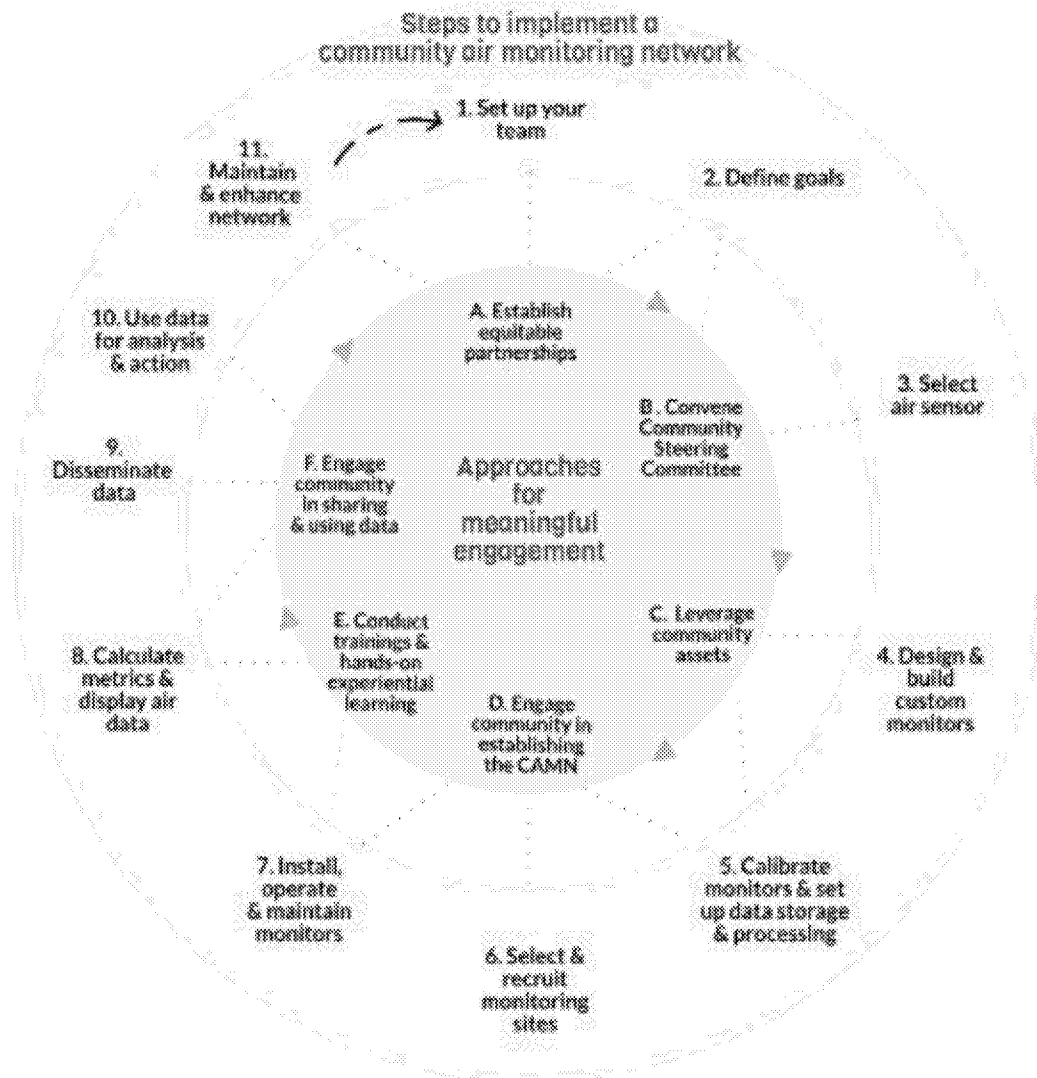 Steps to implement a
community air monitoring network
1. Set up your
team
2. Define goals
3. Select
air sensor
4. Design &
build
custom
monitors
5. Calibrate
monitors & set
up data storage
& processing
6. Select &
recruit
monitoring
sites
7. Install,
operate
& maintain
monitors
8. Calculate
metrics &
display air
data
9.
Disseminate
data
10. Use data
for analysis
& action
11.
Maintain
& enhance
network
Approaches
for
meaningful
engagement
A. Establish
equitable
partnerships
B. Convene
Community
Steering
Committee
C. Leverage
community
assets
D. Engage
community in
establishing
the CAMN
E. Conduct
trainings &
hands-on
experiential
learning
F. Engage
community
in sharing
& using data